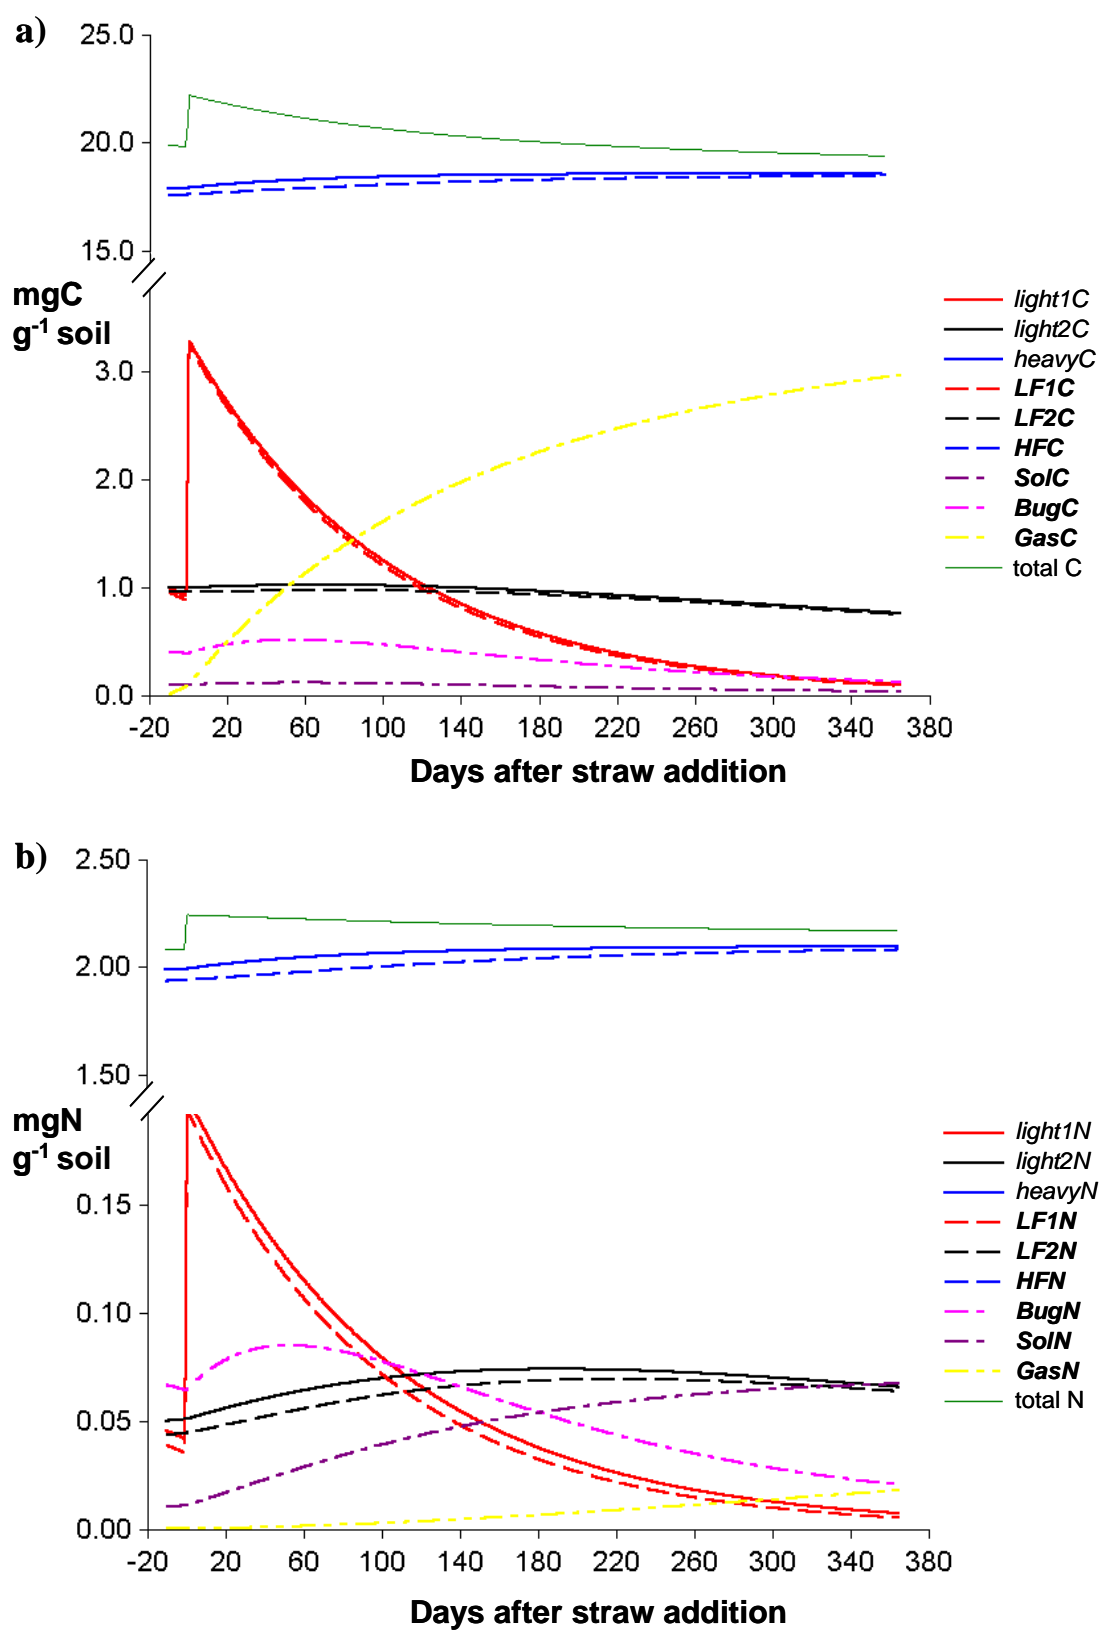 a)
25.0
20.0
15.0
mgC
g⁻¹ soil
3.0
2.0
1.0
0.0
-20 20 60 100 140 180 220 260 300 340 380
Days after straw addition
light1C
light2C
heavyC
LF1C
LF2C
HFC
SolC
BugC
GasC
total C
b)
2.50
2.00
1.50
mgN
g⁻¹ soil
0.15
0.10
0.05
0.00
-20 20 60 100 140 180 220 260 300 340 380
Days after straw addition
light1N
light2N
heavyN
LF1N
LF2N
HFN
BugN
SolN
GasN
total N